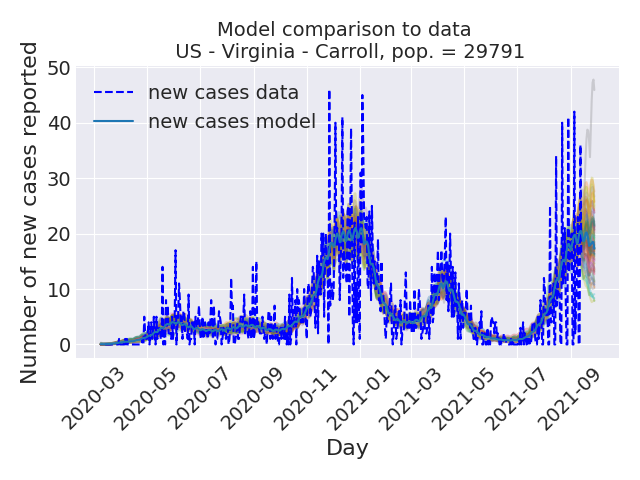 Model comparison to data
US - Virginia - Carroll, pop. = 29791
Number of new cases reported
50
40
30
20
10
0
new cases data
new cases model
2020-03
2020-05
2020-07
2020-09
2020-11
2021-01
2021-03
2021-05
2021-07
2021-09
Day